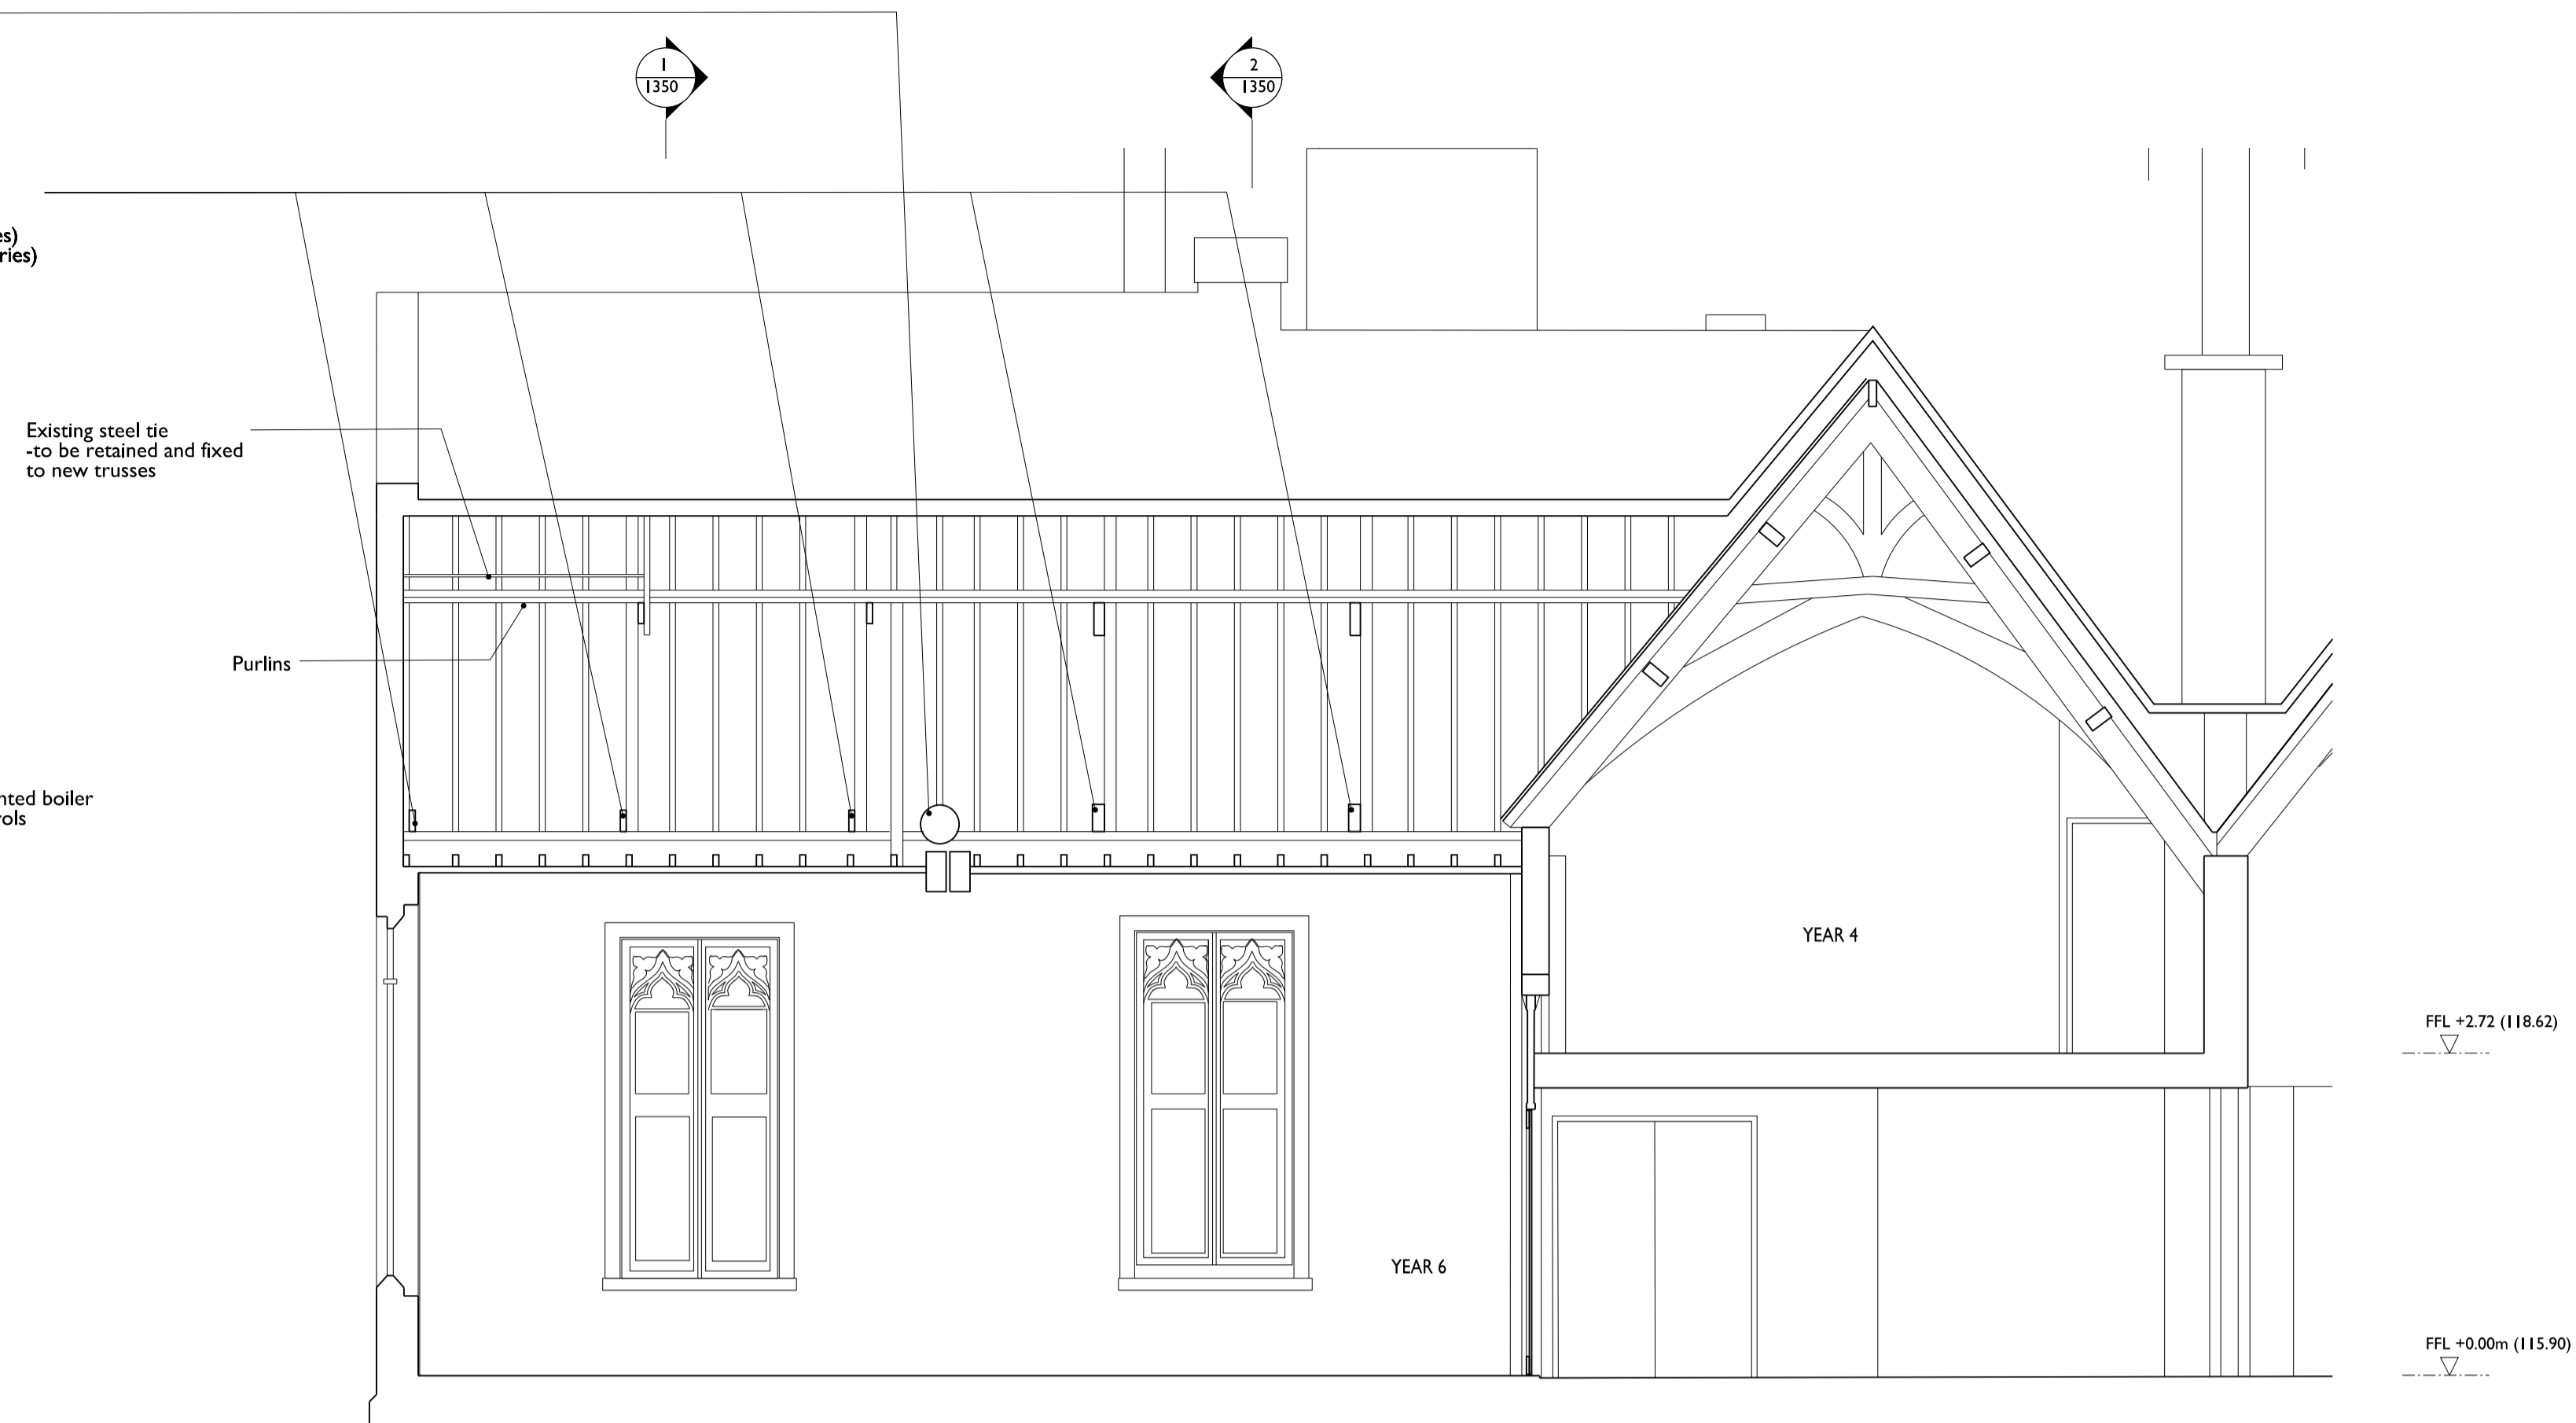 1
1350
2
1350
es)
ries)
Existing steel tie
-to be retained and fixed
to new trusses
Purlins
nted boiler
ols
YEAR 4
FFL +2.72 (118.62)
YEAR 6
FFL +0.00m (115.90)